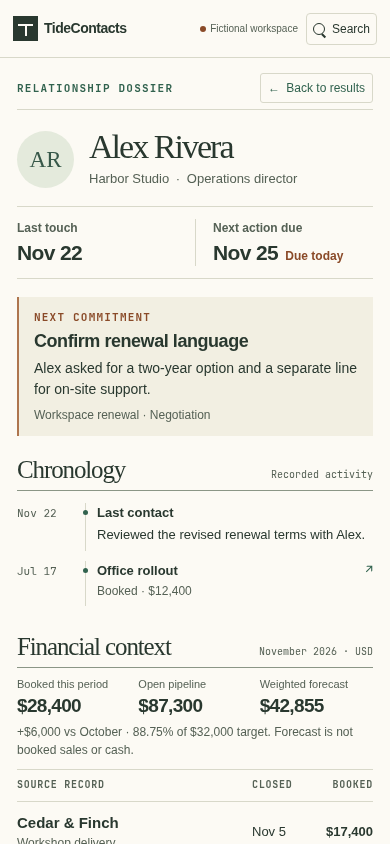 TideContacts
Fictional workspace
Search
RELATIONSHIP DOSSIER
← Back to results
AR
Alex Rivera
Harbor Studio · Operations director
Last touch
Nov 22
Next action due
Nov 25 Due today
NEXT COMMITMENT
Confirm renewal language
Alex asked for a two-year option and a separate line
for on-site support.
Workspace renewal · Negotiation
Chronology
Recorded activity
Nov 22
Last contact
Reviewed the revised renewal terms with Alex.
Jul 17
Office rollout
Booked · $12,400
Financial context
November 2026 · USD
Booked this period
$28,400
Open pipeline
$87,300
Weighted forecast
$42,855
+$6,000 vs October · 88.75% of $32,000 target. Forecast is not
booked sales or cash.
SOURCE RECORD CLOSED BOOKED
Cedar & Finch
Workshop delivery
Nov 5
$17,400